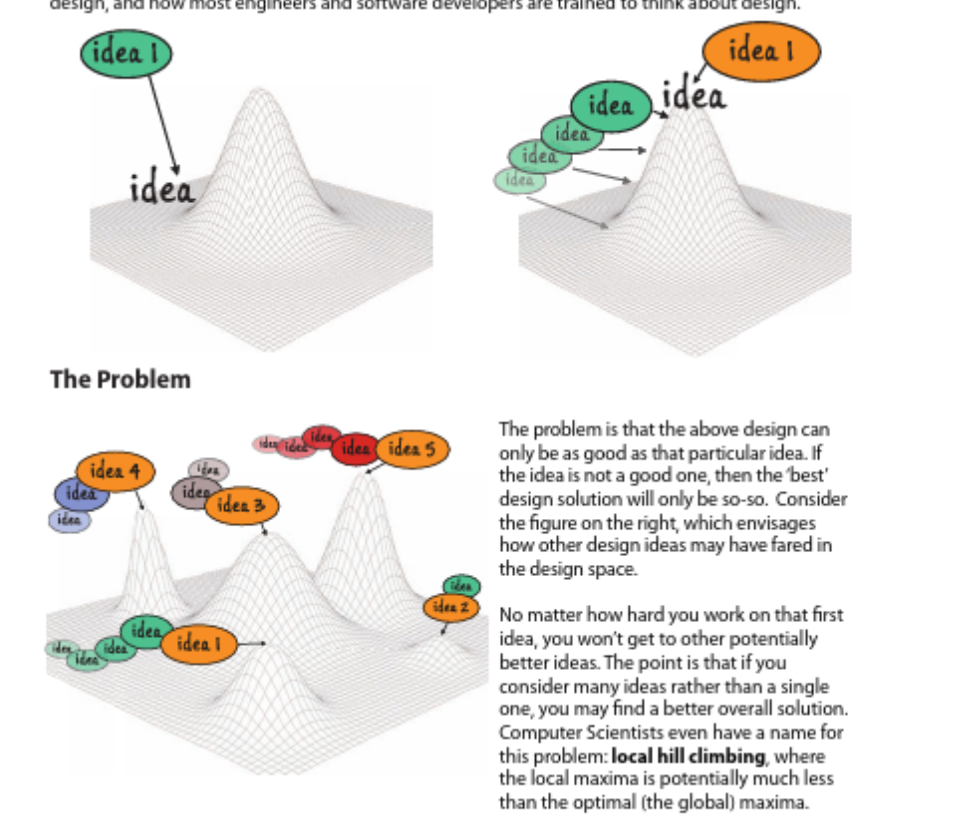 design, and how most engineers and software developers are trained to think about design.
idea 1
idea
idea 1
idea
idea
idea
idea
idea
The Problem
idea
idea
idea
idea
idea 5
idea 4
idea
idea
idea
idea
idea 3
idea
idea 2
idea
idea
idea
idea
idea 1
The problem is that the above design can
only be as good as that particular idea. If
the idea is not a good one, then the ‘best’
design solution will only be so-so. Consider
the figure on the right, which envisages
how other design ideas may have fared in
the design space.
No matter how hard you work on that first
idea, you won't get to other potentially
better ideas. The point is that if you
consider many ideas rather than a single
one, you may find a better overall solution.
Computer Scientists even have a name for
this problem: local hill climbing, where
the local maxima is potentially much less
than the optimal (the global) maxima.